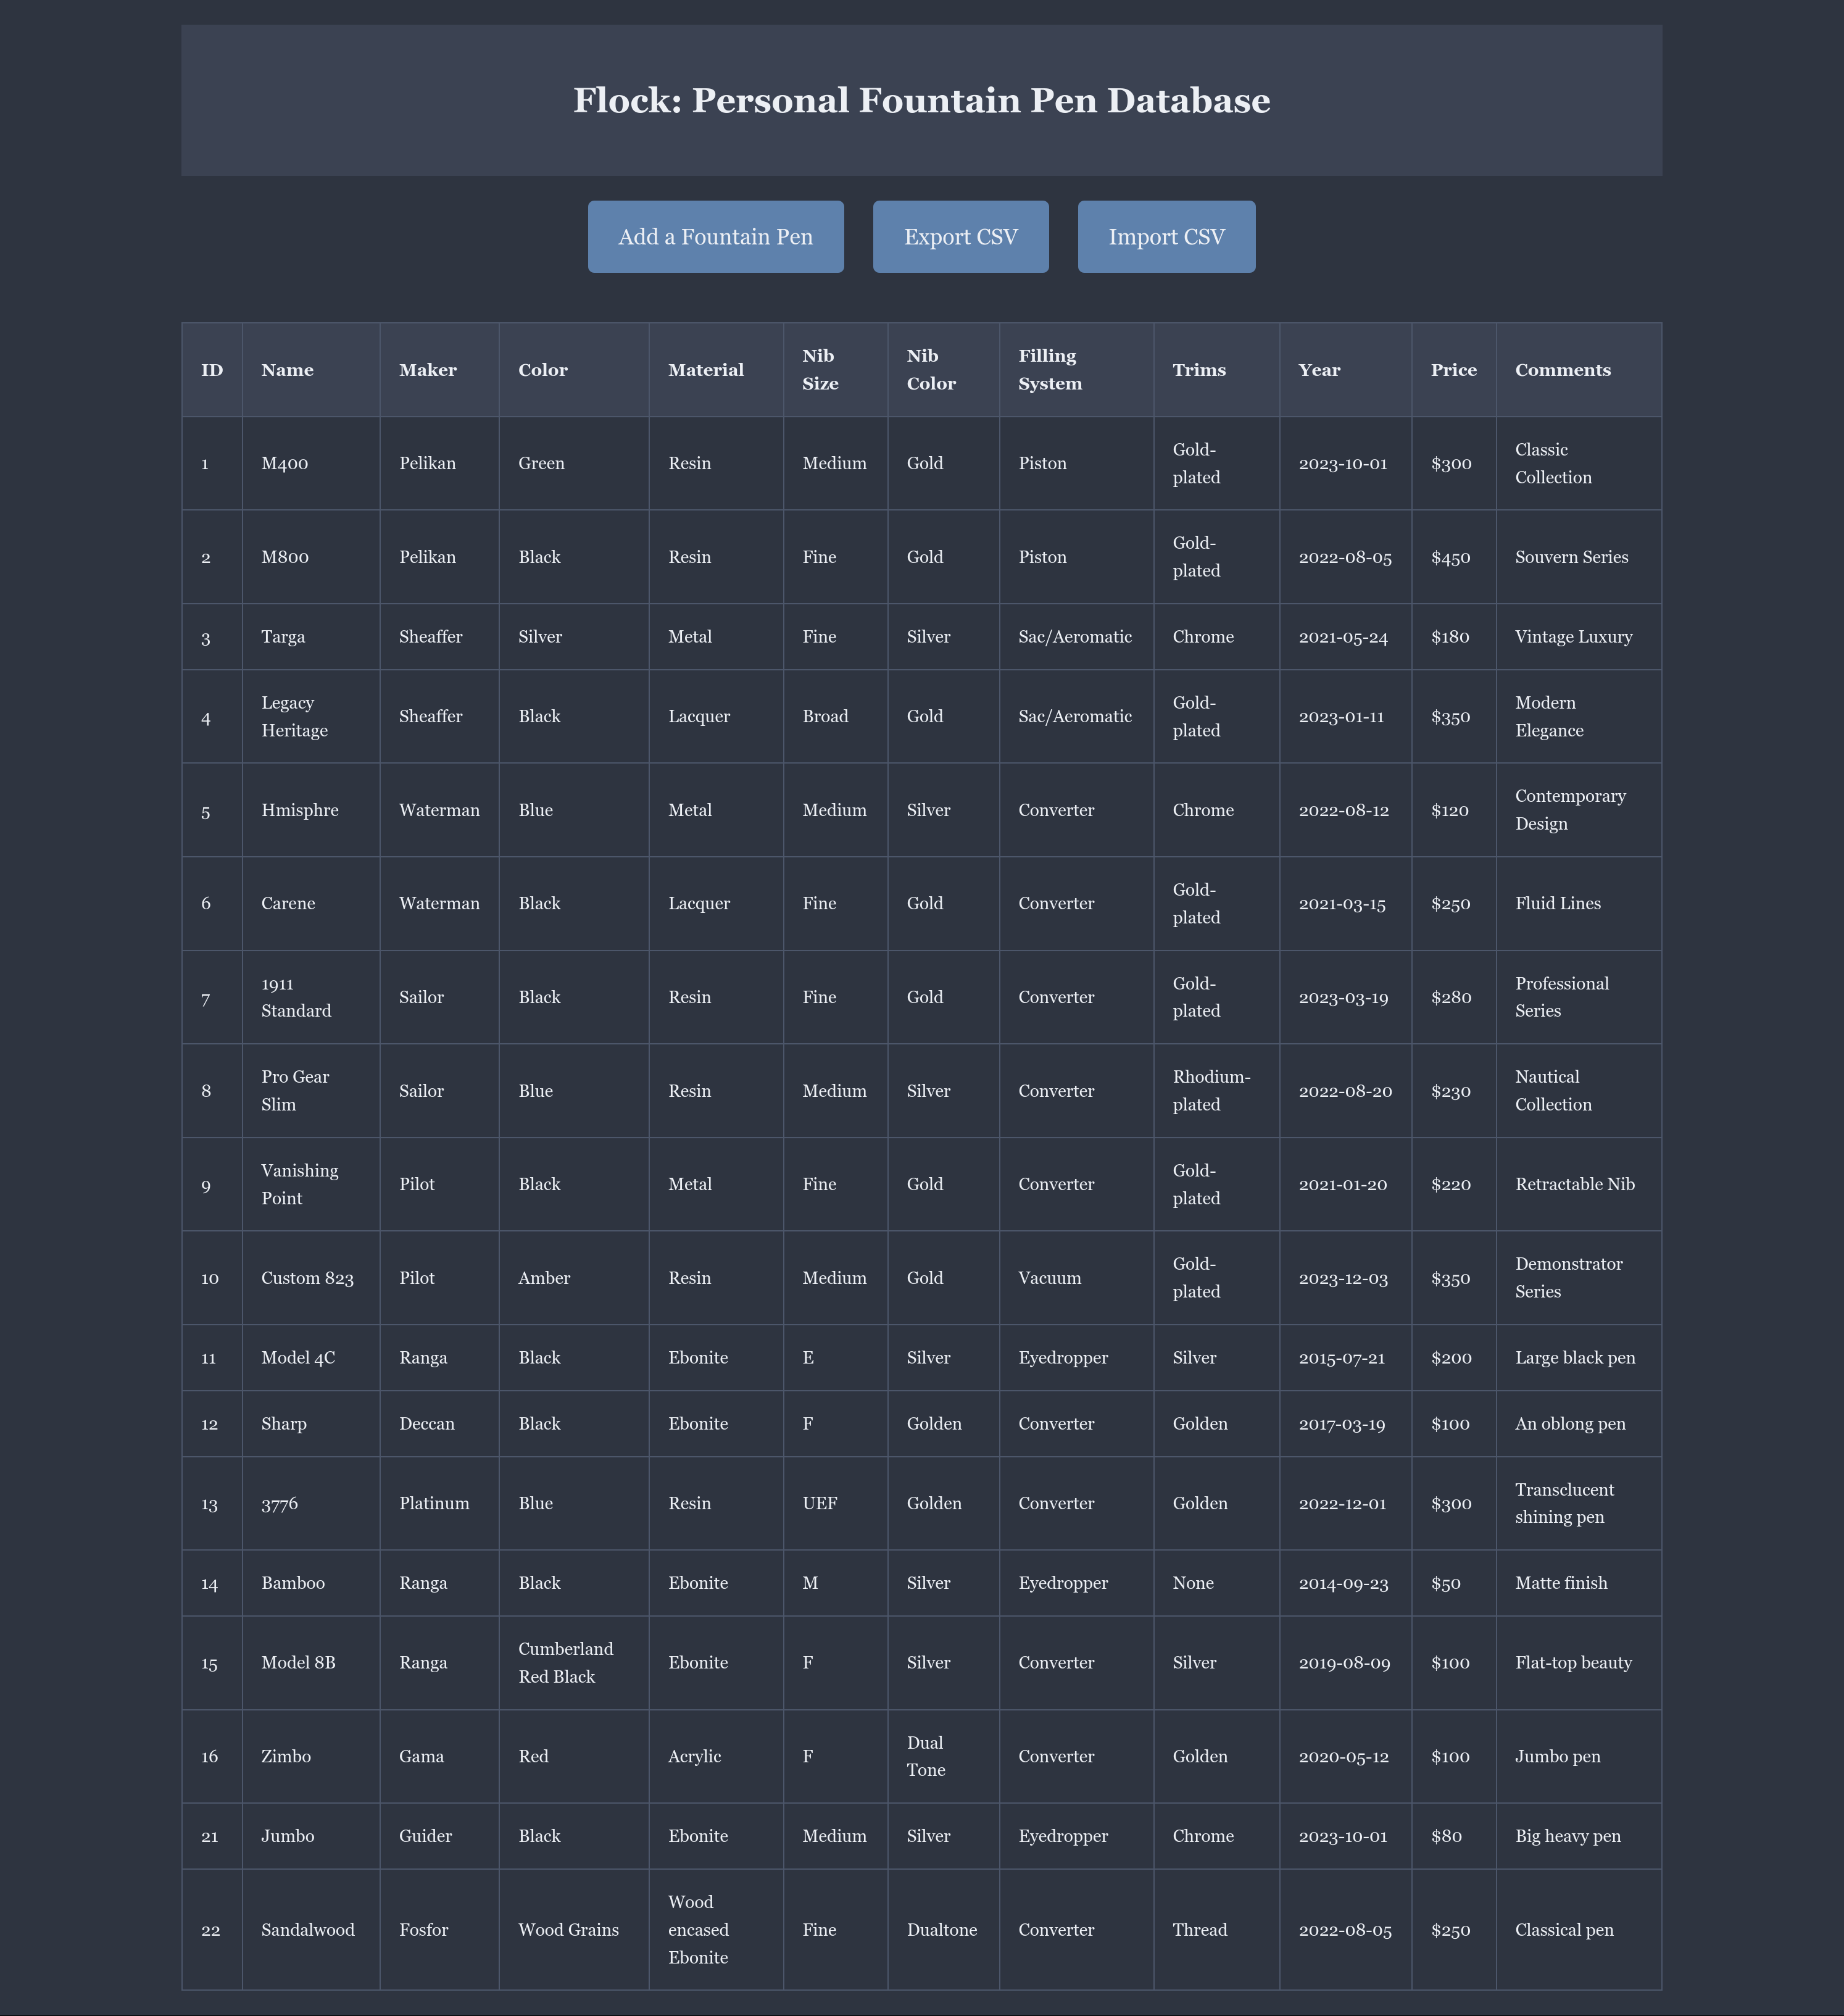 Flock: Personal Fountain Pen Database
Add a Fountain Pen Export CSV Import CSV
ID Name Maker Color Material Nib Size Nib Color Filling System Trims Year Price Comments
1 M400 Pelikan Green Resin Medium Gold Piston Gold-plated 2023-10-01 $300 Classic Collection
2 M800 Pelikan Black Resin Fine Gold Piston Gold-plated 2022-08-05 $450 Souvern Series
3 Targa Sheaffer Silver Metal Fine Silver Sac/Aeromatic Chrome 2021-05-24 $180 Vintage Luxury
4 Legacy Heritage Sheaffer Black Lacquer Broad Gold Sac/Aeromatic Gold-plated 2023-01-11 $350 Modern Elegance
5 Hmisphre Waterman Blue Metal Medium Silver Converter Chrome 2022-08-12 $120 Contemporary Design
6 Carene Waterman Black Lacquer Fine Gold Converter Gold-plated 2021-03-15 $250 Fluid Lines
7 1911 Standard Sailor Black Resin Fine Gold Converter Gold-plated 2023-03-19 $280 Professional Series
8 Pro Gear Slim Sailor Blue Resin Medium Silver Converter Rhodium-plated 2022-08-20 $230 Nautical Collection
9 Vanishing Point Pilot Black Metal Fine Gold Converter Gold-plated 2021-01-20 $220 Retractable Nib
10 Custom 823 Pilot Amber Resin Medium Gold Vacuum Gold-plated 2023-12-03 $350 Demonstrator Series
11 Model 4C Ranga Black Ebonite E Silver Eyedropper Silver 2015-07-21 $200 Large black pen
12 Sharp Deccan Black Ebonite F Golden Converter Golden 2017-03-19 $100 An oblong pen
13 3776 Platinum Blue Resin UEF Golden Converter Golden 2022-12-01 $300 Transclucent shining pen
14 Bamboo Ranga Black Ebonite M Silver Eyedropper None 2014-09-23 $50 Matte finish
15 Model 8B Ranga Cumberland Red Black Ebonite F Silver Converter Silver 2019-08-09 $100 Flat-top beauty
16 Zimbo Gama Red Acrylic F Dual Tone Converter Golden 2020-05-12 $100 Jumbo pen
21 Jumbo Guider Black Ebonite Medium Silver Eyedropper Chrome 2023-10-01 $80 Big heavy pen
22 Sandalwood Fosfor Wood Grains Wood encased Ebonite Fine Dualtone Converter Thread 2022-08-05 $250 Classical pen